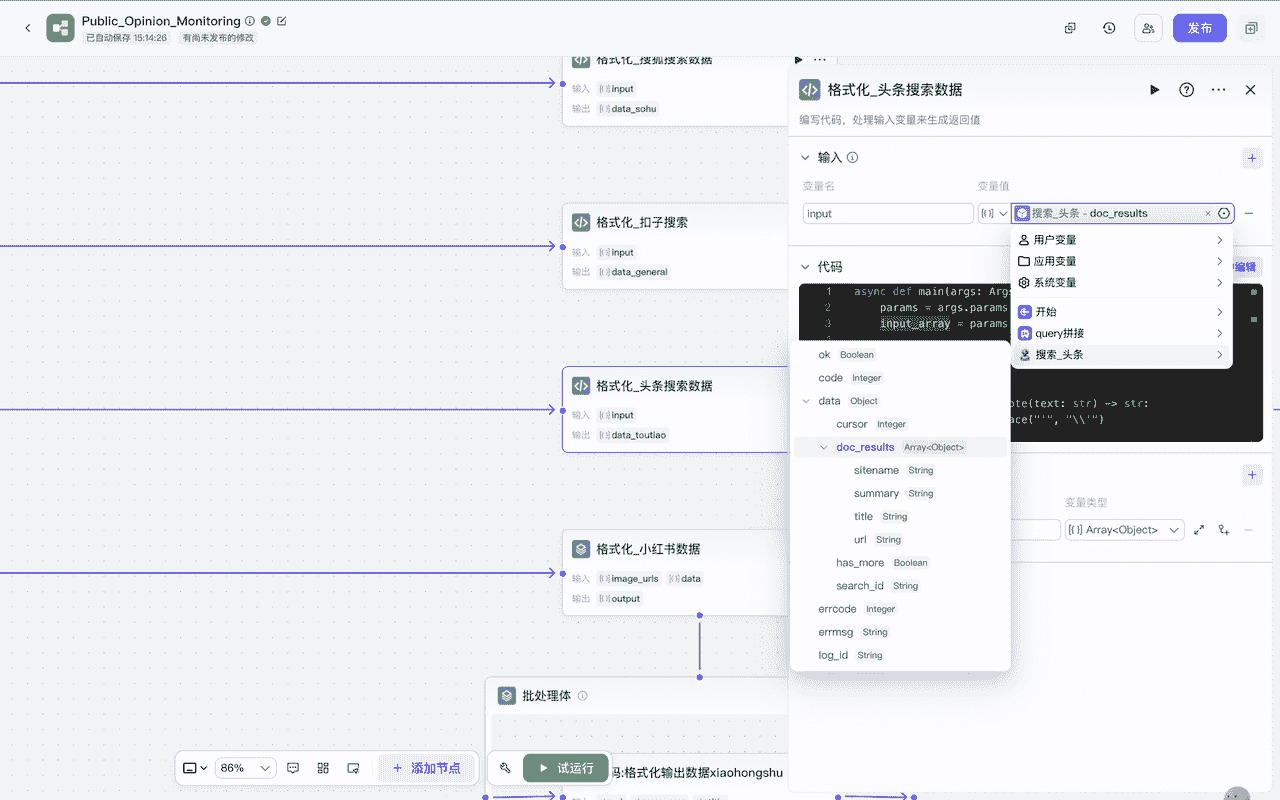 Public_Opinion_Monitoring
已自动保存 15:14:26 有尚未发布的修改
发布
格式化_搜狐搜索数据
输入 input
输出 data_sohu
格式化_扣子搜索
输入 input
输出 data_general
格式化_头条搜索数据
输入 input
输出 data_toutiao
格式化_小红书数据
输入 image_urls data
输出 output
批处理体
码:格式化输出数据xiaohongshu
86%
添加节点
试运行
格式化_头条搜索数据
编写代码，处理输入变量来生成返回值
输入
变量名 变量值
input 搜索_头条 - doc_results
用户变量
应用变量
系统变量
开始
query拼接
搜索_头条
代码
编辑
1 async def main(args: Args
2 params = args.params
3 input_array = params
ote(text: str) -> str:
ace("'", "\\'")
ok Boolean
code Integer
data Object
cursor Integer
doc_results Array<Object>
sitename String
summary String
title String
url String
has_more Boolean
search_id String
errcode Integer
errmsg String
log_id String
变量类型
Array<Object>